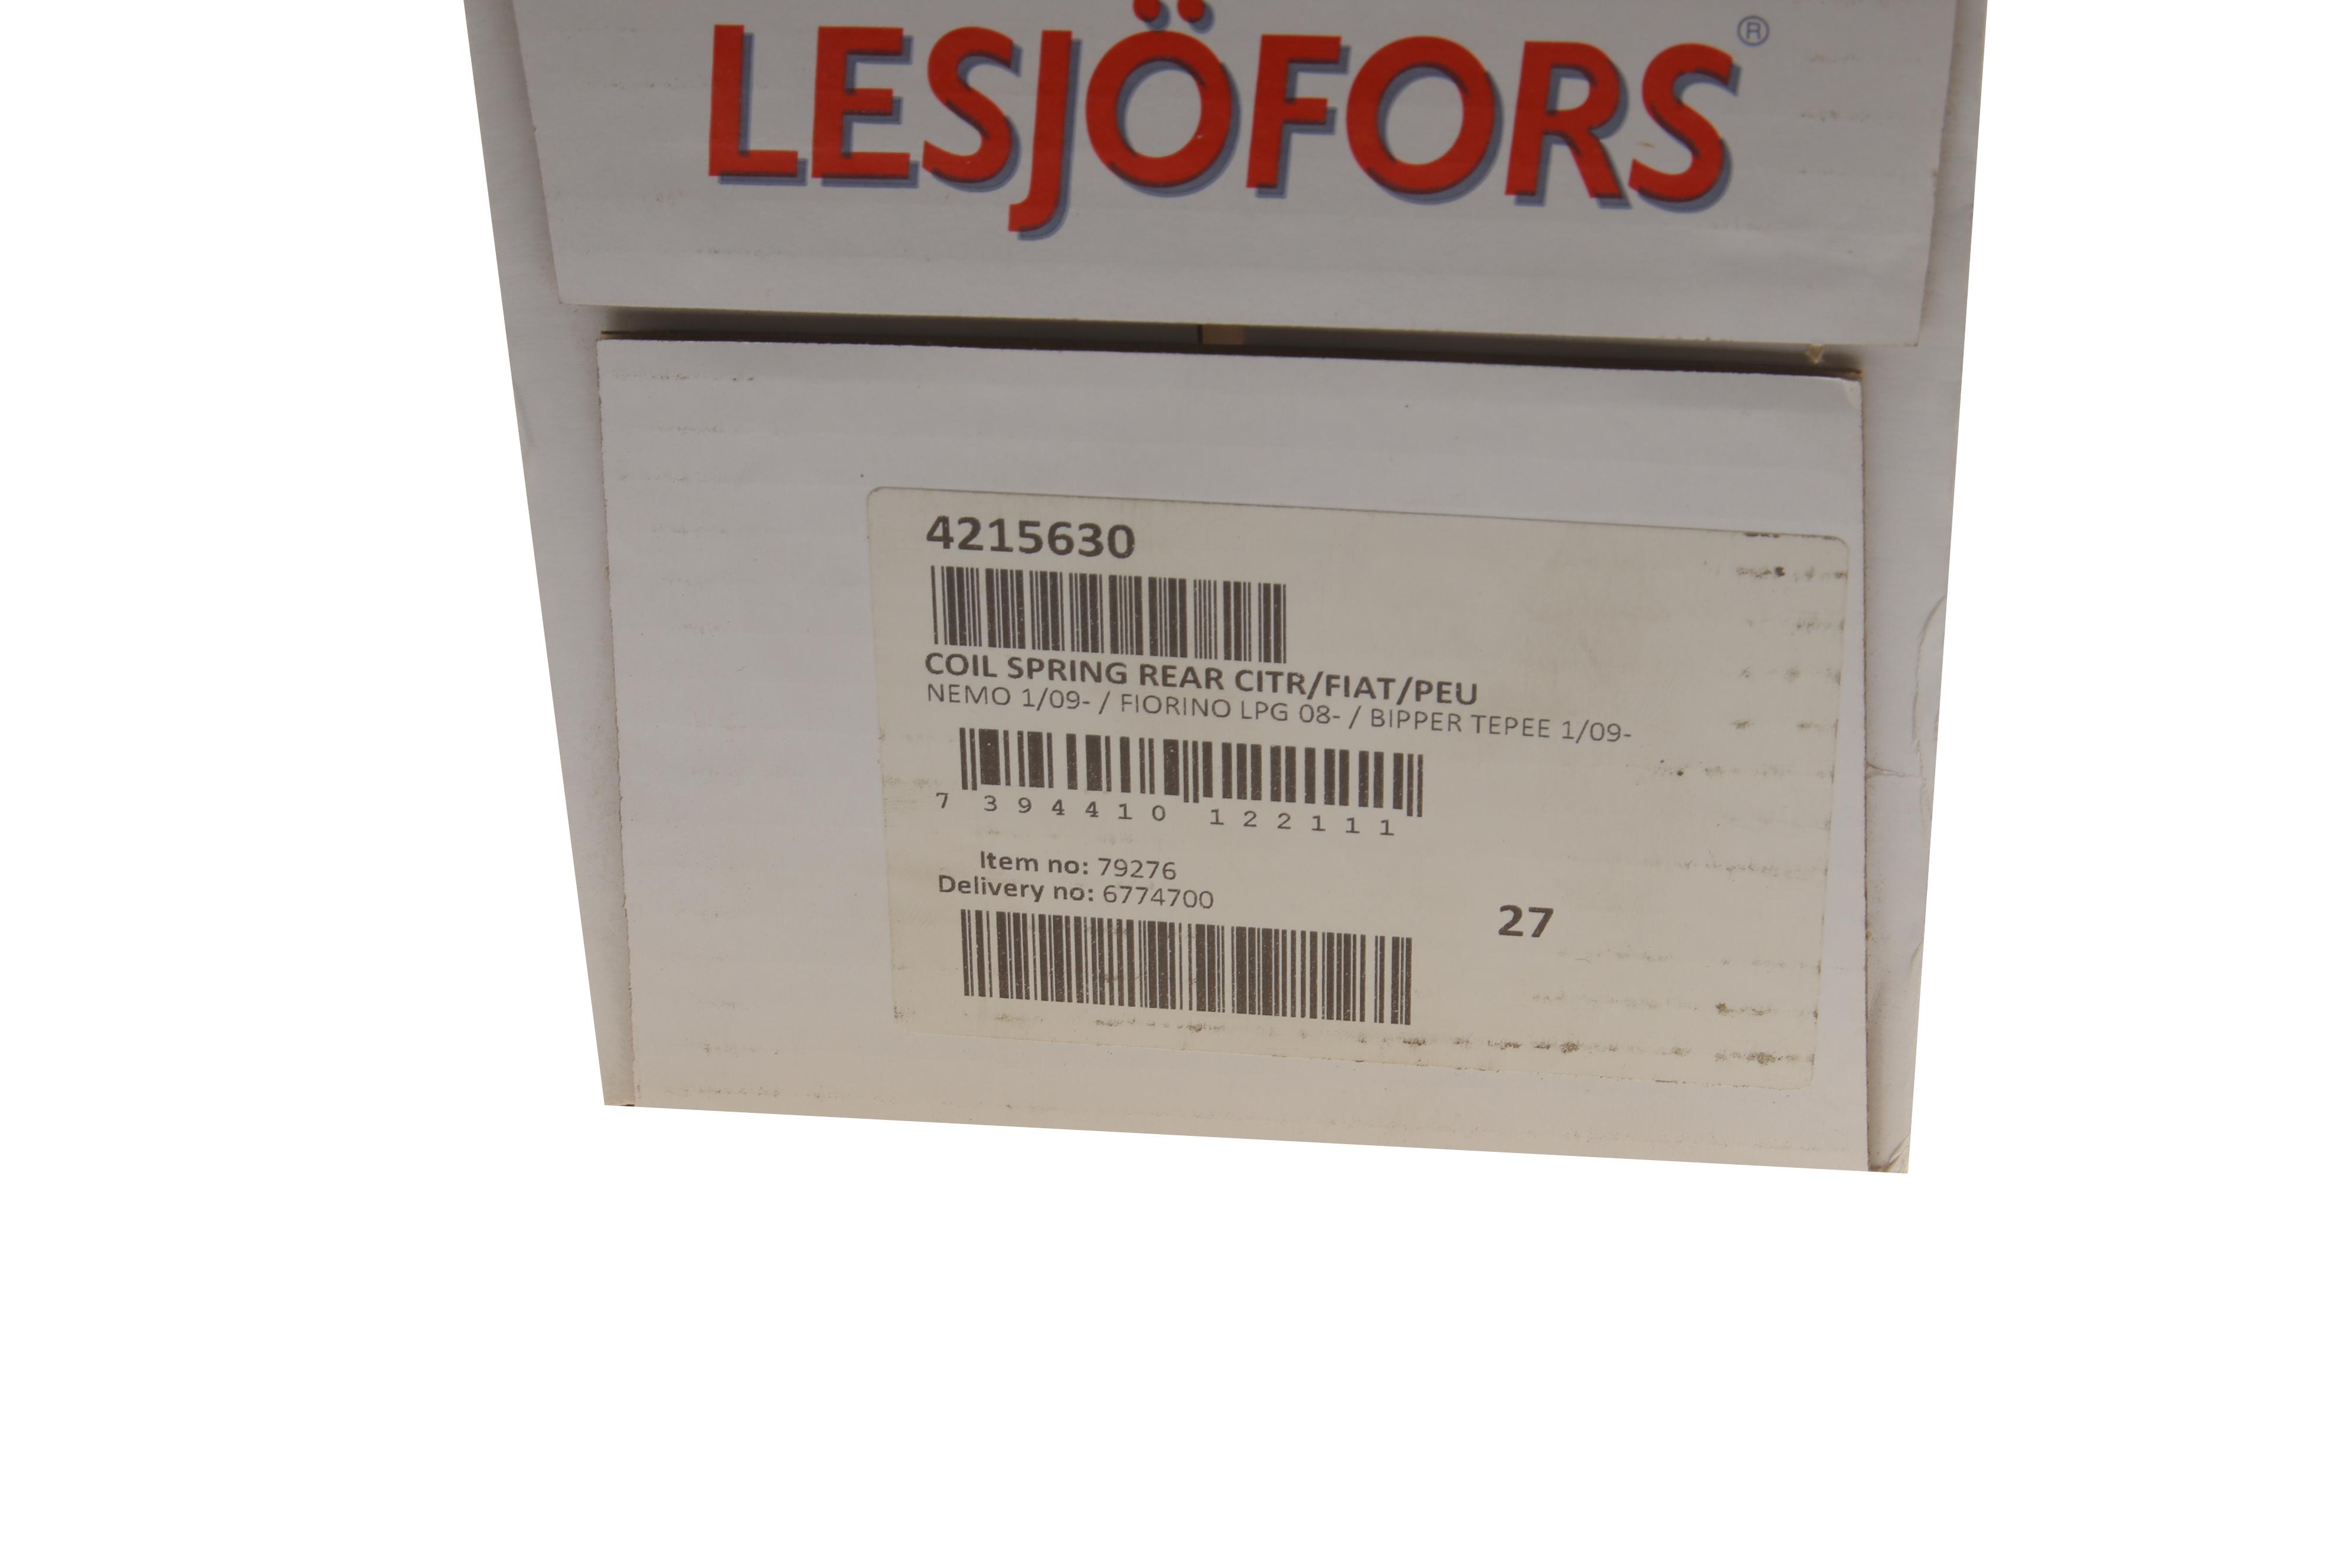 LESJÖFORS®
4215630
COIL SPRING REAR CITR/FIAT/PEU
NEMO 1/09- / FIORINO LPG 08- / BIPPER TEPEE 1/09-
7 394410 122111
Item no: 79276
Delivery no: 6774700
27